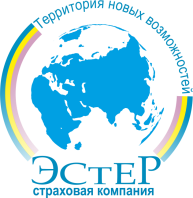 Территория новых возможностей
ЭСТЕР
страховая компания